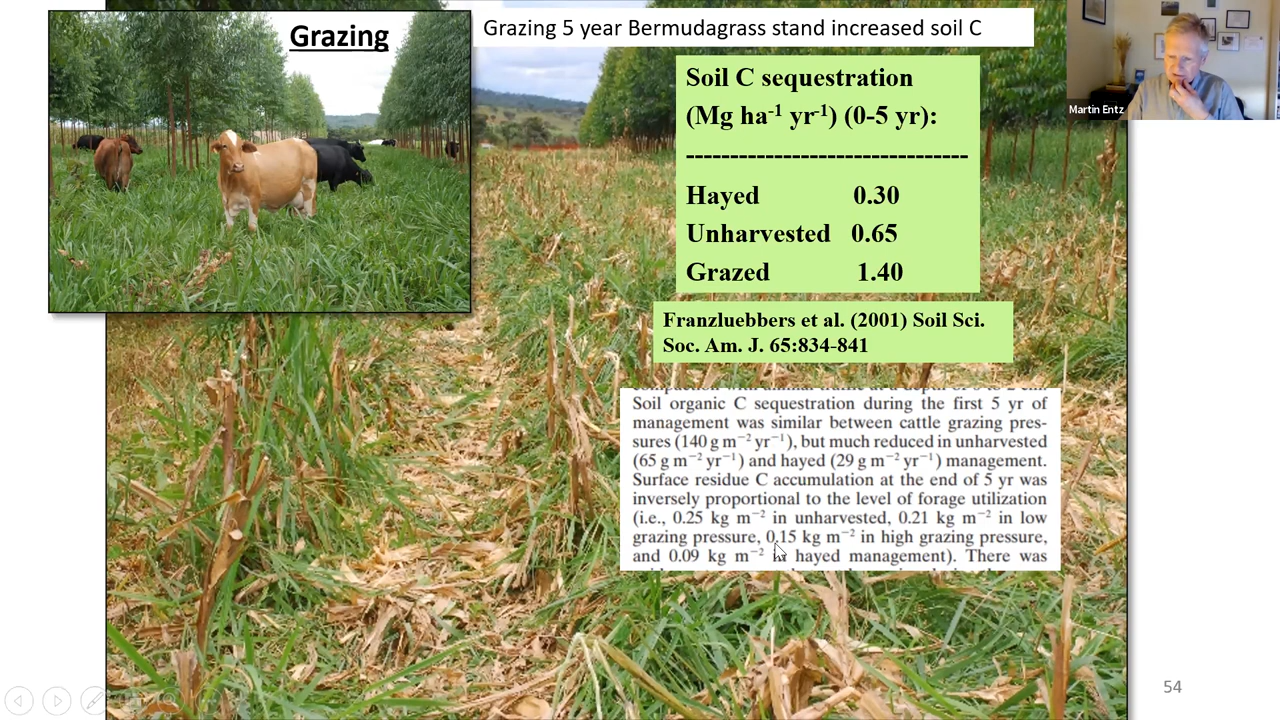 Grazing
Grazing 5 year Bermudagrass stand increased soil C
Martin Entz
Soil C sequestration
(Mg ha⁻¹ yr⁻¹) (0-5 yr):
--------------------------------
Hayed 0.30
Unharvested 0.65
Grazed 1.40
Franzluebbers et al. (2001) Soil Sci.
Soc. Am. J. 65:834-841
Soil organic C sequestration during the first 5 yr of
management was similar between cattle grazing pres-
sures (140 g m⁻² yr⁻¹), but much reduced in unharvested
(65 g m⁻² yr⁻¹) and hayed (29 g m⁻² yr⁻¹) management.
Surface residue C accumulation at the end of 5 yr was
inversely proportional to the level of forage utilization
(i.e., 0.25 kg m⁻² in unharvested, 0.21 kg m⁻² in low
grazing pressure, 0.15 kg m⁻² in high grazing pressure,
and 0.09 kg m⁻² in hayed management). There was
54